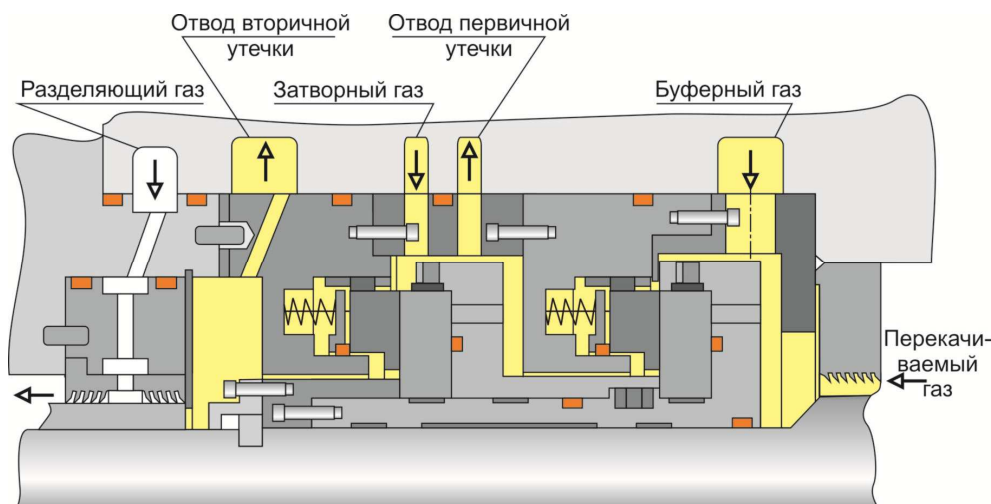 Отвод вторичной
утечки
Отвод первичной
утечки
Разделяющий газ
Затворный газ
Буферный газ
Перекачи-
ваемый
газ